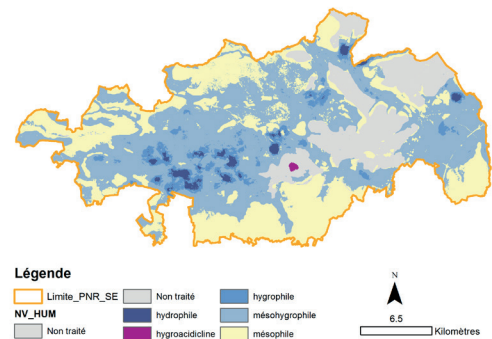 Légende
Limite_PNR_SE
NV_HUM
Non traité
Non traité
hydrophile
hygroacidicline
hygrophile
mésohygrophile
mésophile
N
6.5
Kilomètres